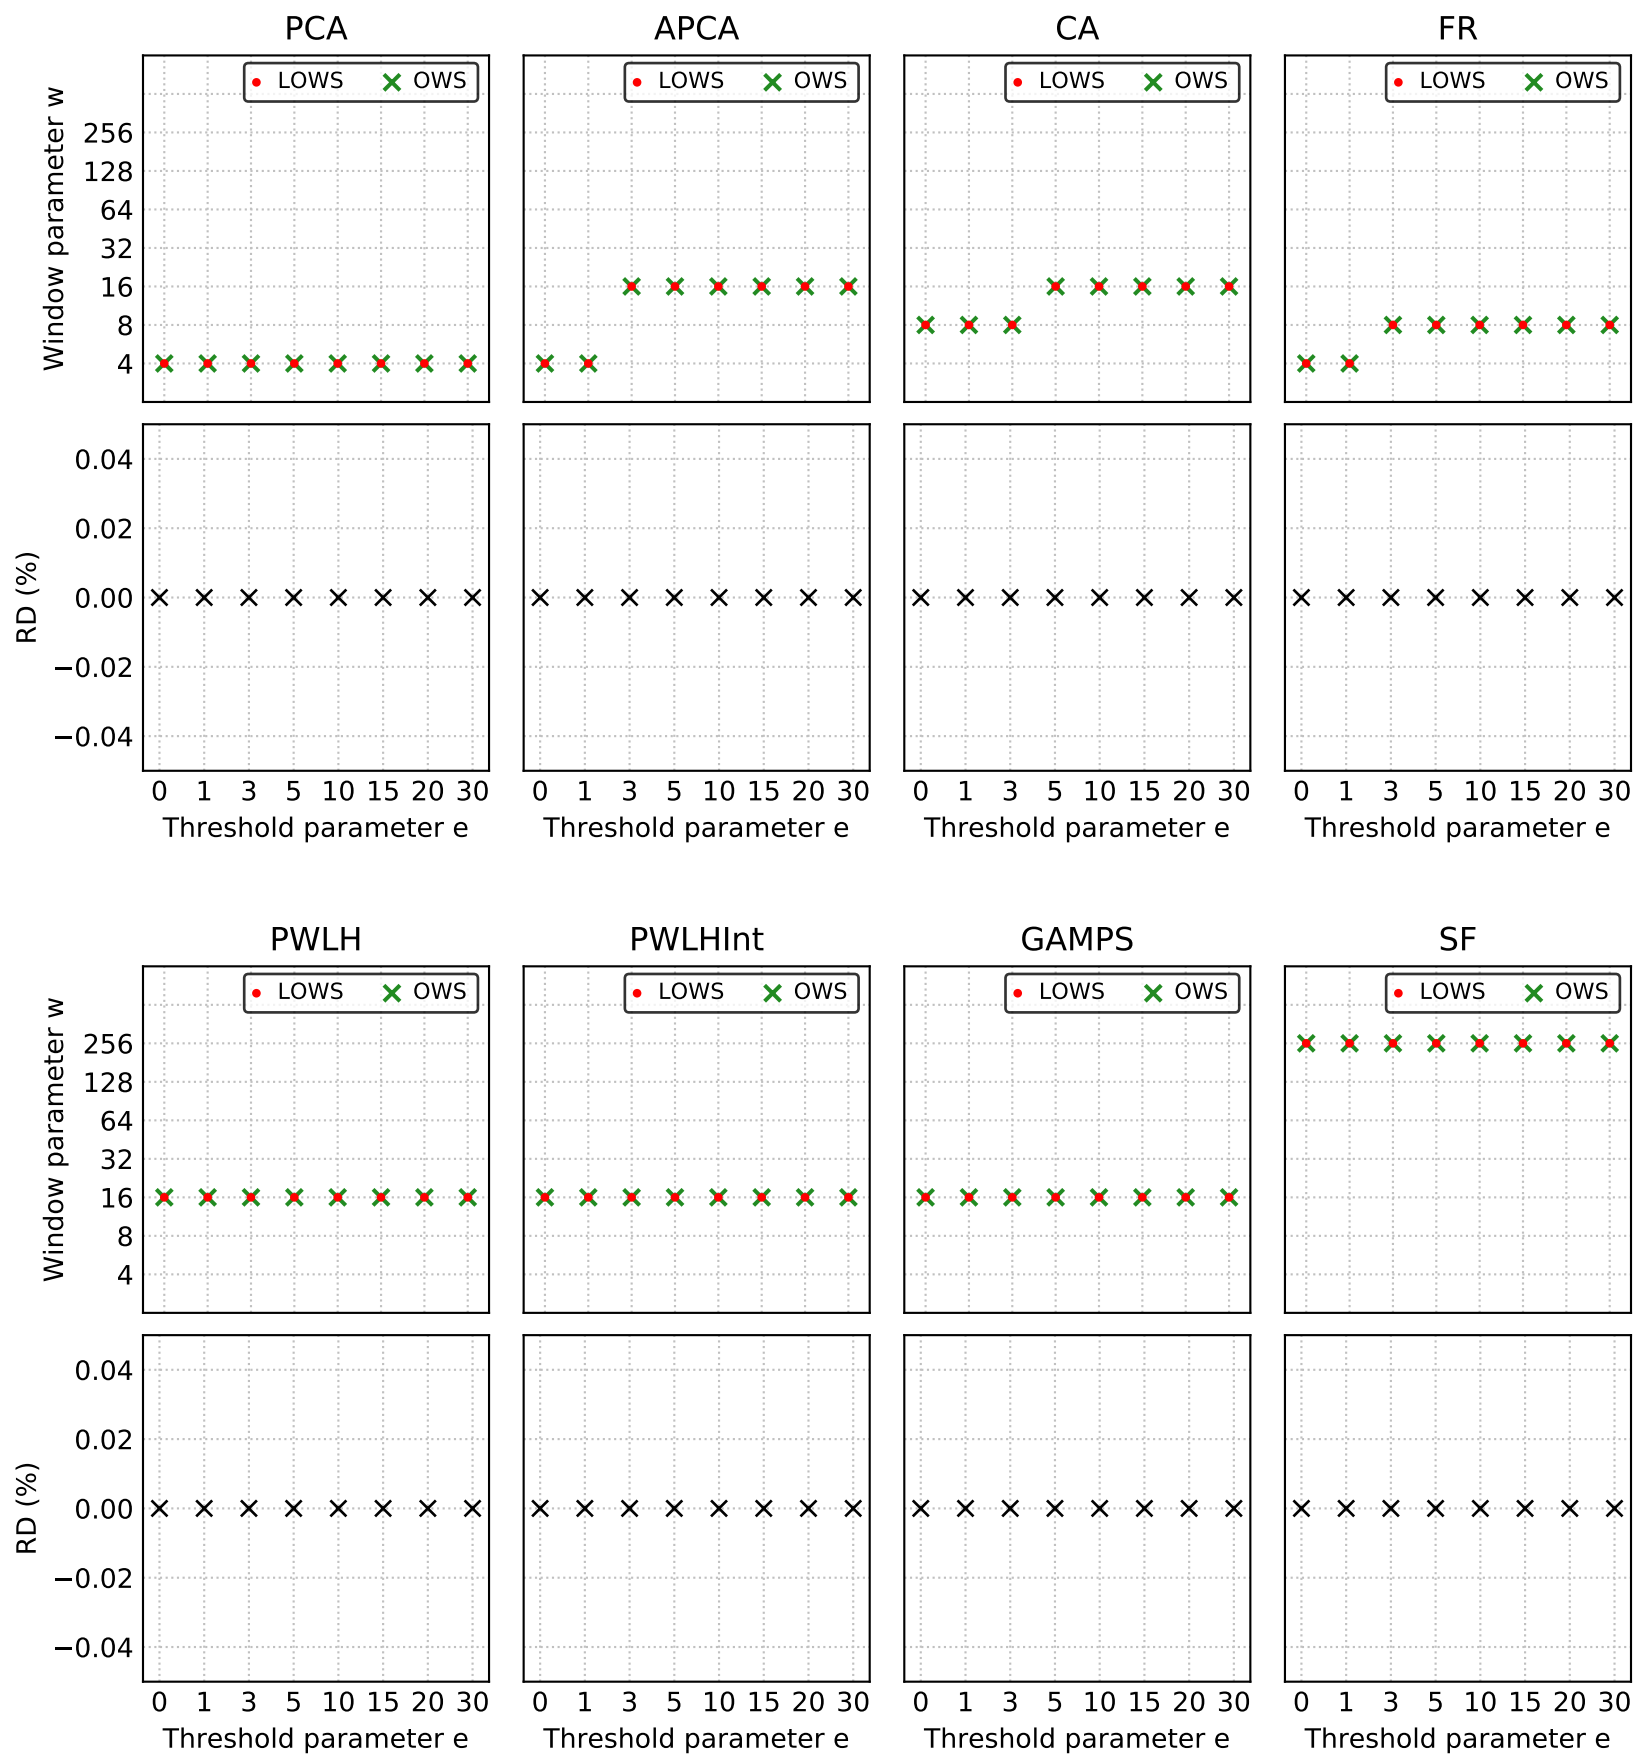 PCA APCA CA FR
LOWS OWS LOWS OWS LOWS OWS LOWS OWS
Window parameter w
256
128
64
32
16
8
4
RD (%)
0.04
0.02
0.00
−0.02
−0.04
0 1 3 5 10 15 20 30 0 1 3 5 10 15 20 30 0 1 3 5 10 15 20 30 0 1 3 5 10 15 20 30
Threshold parameter e Threshold parameter e Threshold parameter e Threshold parameter e
PWLH PWLHInt GAMPS SF
LOWS OWS LOWS OWS LOWS OWS LOWS OWS
Window parameter w
256
128
64
32
16
8
4
RD (%)
0.04
0.02
0.00
−0.02
−0.04
0 1 3 5 10 15 20 30 0 1 3 5 10 15 20 30 0 1 3 5 10 15 20 30 0 1 3 5 10 15 20 30
Threshold parameter e Threshold parameter e Threshold parameter e Threshold parameter e